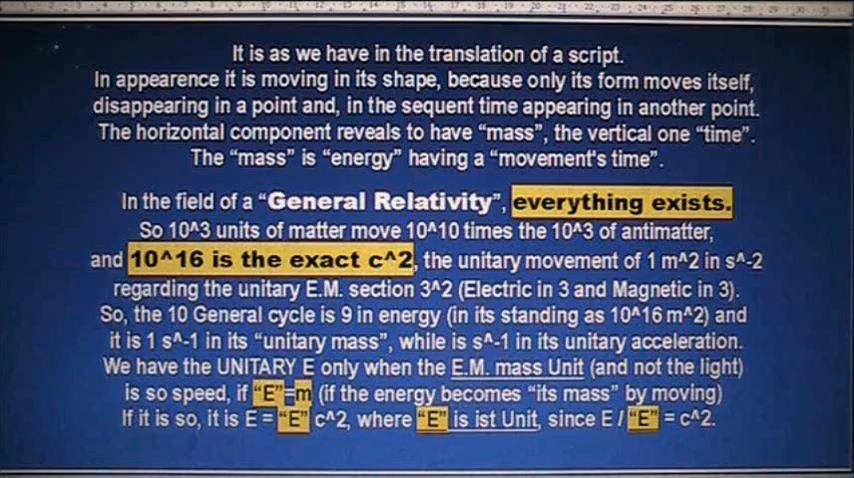 It is as we have in the translation of a script.
In appearence it is moving in its shape, because only its form moves itself,
disappearing in a point and, in the sequent time appearing in another point.
The horizontal component reveals to have “mass”, the vertical one “time”.
The “mass” is “energy” having a “movement's time”.
In the field of a “General Relativity”, everything exists.
So 10^3 units of matter move 10^10 times the 10^3 of antimatter,
and 10^16 is the exact c^2, the unitary movement of 1 m^2 in s^-2
regarding the unitary E.M. section 3^2 (Electric in 3 and Magnetic in 3).
So, the 10 General cycle is 9 in energy (in its standing as 10^16 m^2) and
it is 1 s^-1 in its “unitary mass”, while is s^-1 in its unitary acceleration.
We have the UNITARY E only when the E.M. mass Unit (and not the light)
is so speed, if “E”=m (if the energy becomes “its mass” by moving)
If it is so, it is E = “E” c^2, where “E” is ist Unit, since E / “E” = c^2.